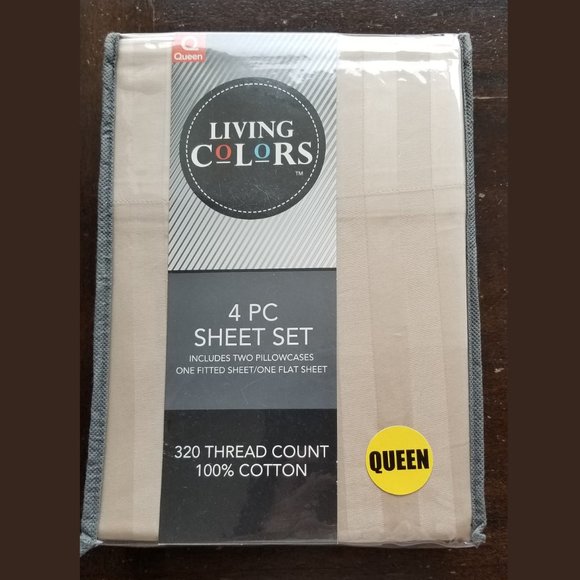 Q
Queen
LIVING
COLORS
™
4 PC
SHEET SET
INCLUDES TWO PILLOWCASES
ONE FITTED SHEET/ONE FLAT SHEET
320 THREAD COUNT
100% COTTON
QUEEN